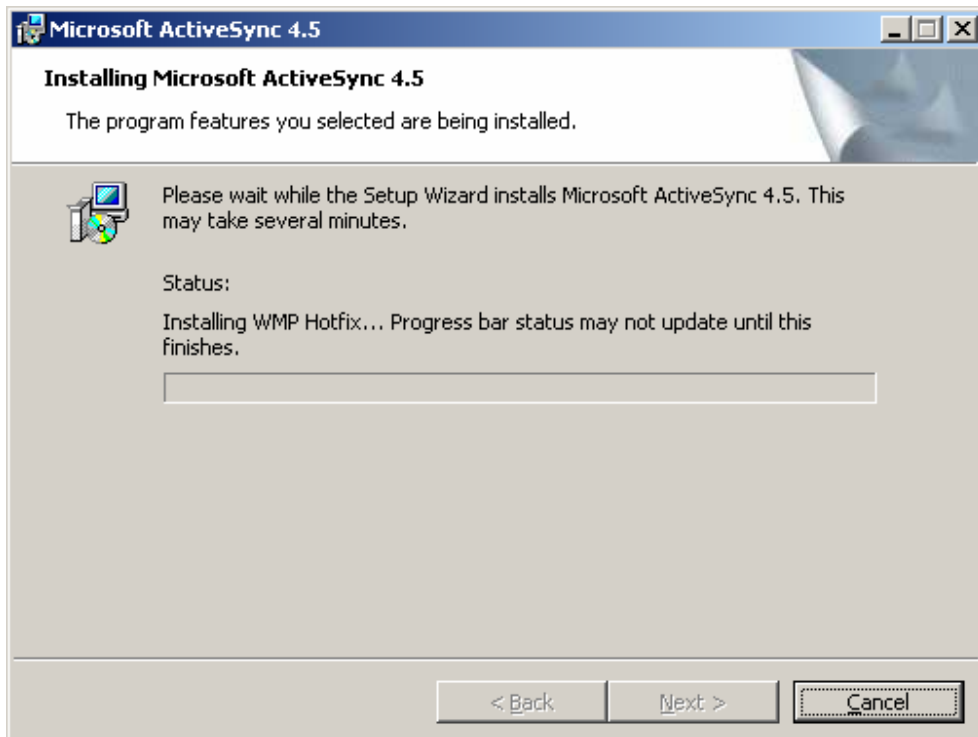 Microsoft ActiveSync 4.5
Installing Microsoft ActiveSync 4.5
The program features you selected are being installed.
Please wait while the Setup Wizard installs Microsoft ActiveSync 4.5. This
may take several minutes.
Status:
Installing WMP Hotfix... Progress bar status may not update until this
finishes.
< Back Next > Cancel